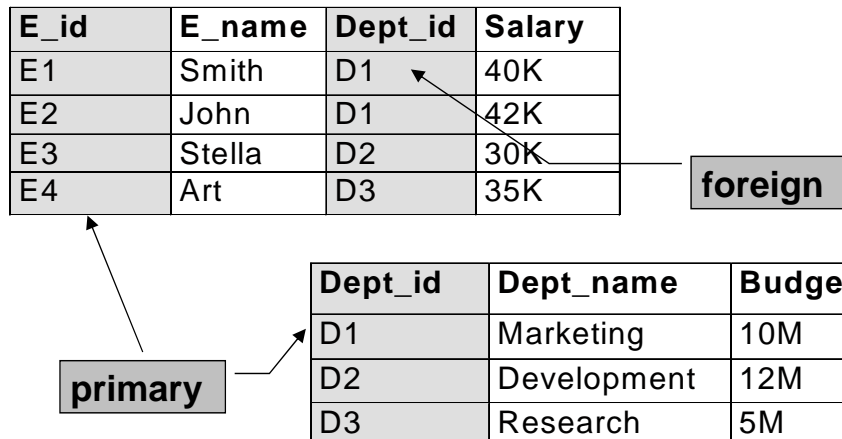 E_id E_name Dept_id Salary
E1 Smith D1 40K
E2 John D1 42K
E3 Stella D2 30K
E4 Art D3 35K
foreign
Dept_id Dept_name Budge
D1 Marketing 10M
D2 Development 12M
D3 Research 5M
primary